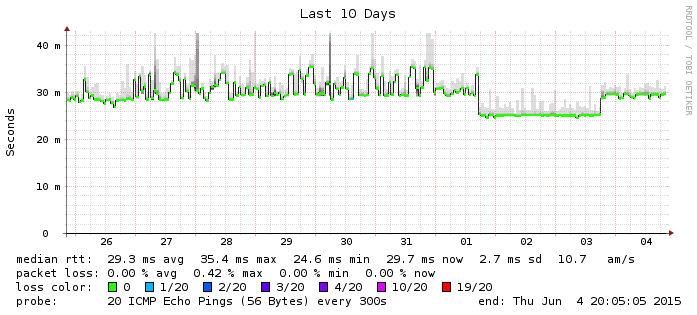 Last 10 Days
RRDTOOL / TOBI OETIKER
Seconds
40 m
30 m
20 m
10 m
0
26 27 28 29 30 31 01 02 03 04
median rtt: 29.3 ms avg 35.4 ms max 24.6 ms min 29.7 ms now 2.7 ms sd 10.7 am/s
packet loss: 0.00 % avg 0.42 % max 0.00 % min 0.00 % now
loss color: 0 1/20 2/20 3/20 4/20 10/20 19/20
probe: 20 ICMP Echo Pings (56 Bytes) every 300s end: Thu Jun 4 20:05:05 2015